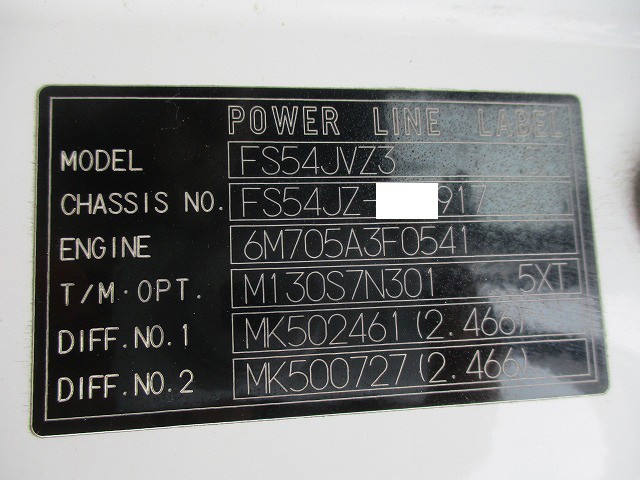 POWER LINE LABEL
MODEL FS54JVZ3
CHASSIS NO. FS54JZ- 917
ENGINE 6M705A3F0541
T/M·OPT. M130S7N301 5XT
DIFF.NO.1 MK502461(2.466)
DIFF.NO.2 MK500727(2.466)